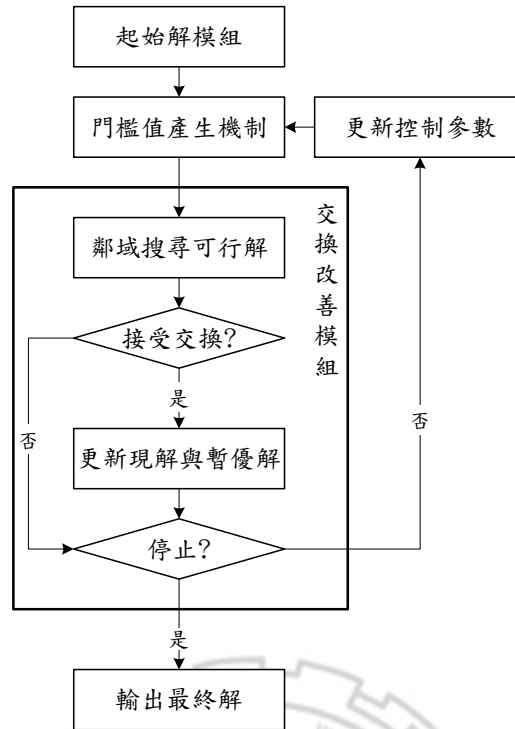 起始解模組
門檻值產生機制
更新控制參數
交換改善模組
鄰域搜尋可行解
接受交換?
是
否
否
更新現解與暫優解
停止?
是
輸出最終解